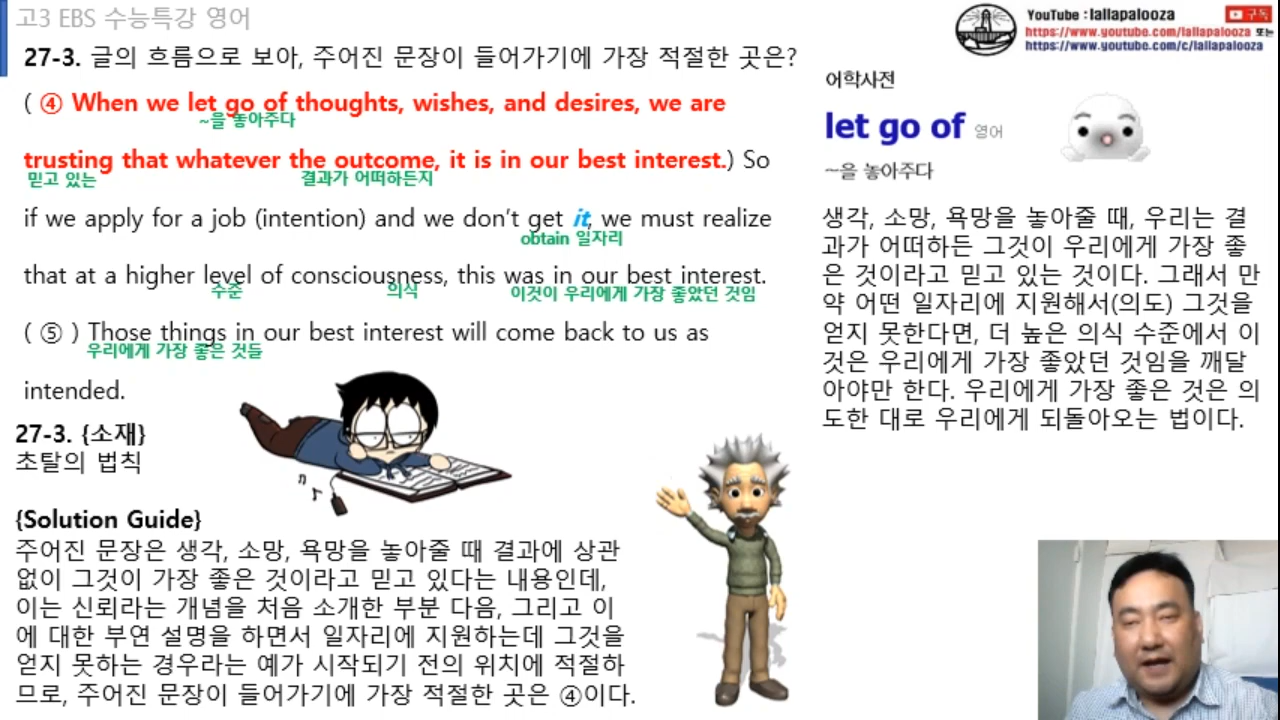 고3 EBS 수능특강 영어
27-3. 글의 흐름으로 보아, 주어진 문장이 들어가기에 가장 적절한 곳은?
( ④ When we let go of thoughts, wishes, and desires, we are
~을 놓아주다
trusting that whatever the outcome, it is in our best interest.) So
믿고 있는 결과가 어떠하든지
if we apply for a job (intention) and we don't get it, we must realize
obtain 일자리
that at a higher level of consciousness, this was in our best interest.
수준 의식 이것이 우리에게 가장 좋았던 것임
( ⑤ ) Those things in our best interest will come back to us as
우리에게 가장 좋은 것들
intended.
27-3. {소재}
초탈의 법칙
{Solution Guide}
주어진 문장은 생각, 소망, 욕망을 놓아줄 때 결과에 상관
없이 그것이 가장 좋은 것이라고 믿고 있다는 내용인데,
이는 신뢰라는 개념을 처음 소개한 부분 다음, 그리고 이
에 대한 부연 설명을 하면서 일자리에 지원하는데 그것을
얻지 못하는 경우라는 예가 시작되기 전의 위치에 적절하
므로, 주어진 문장이 들어가기에 가장 적절한 곳은 ④이다.
YouTube : lallapalooza
구독
https://www.youtube.com/lallapalooza 또는
https://www.youtube.com/c/lallapalooza
어학사전
let go of 영어
~을 놓아주다
생각, 소망, 욕망을 놓아줄 때, 우리는 결
과가 어떠하든 그것이 우리에게 가장 좋
은 것이라고 믿고 있는 것이다. 그래서 만
약 어떤 일자리에 지원해서(의도) 그것을
얻지 못한다면, 더 높은 의식 수준에서 이
것은 우리에게 가장 좋았던 것임을 깨달
아야만 한다. 우리에게 가장 좋은 것은 의
도한 대로 우리에게 되돌아오는 법이다.